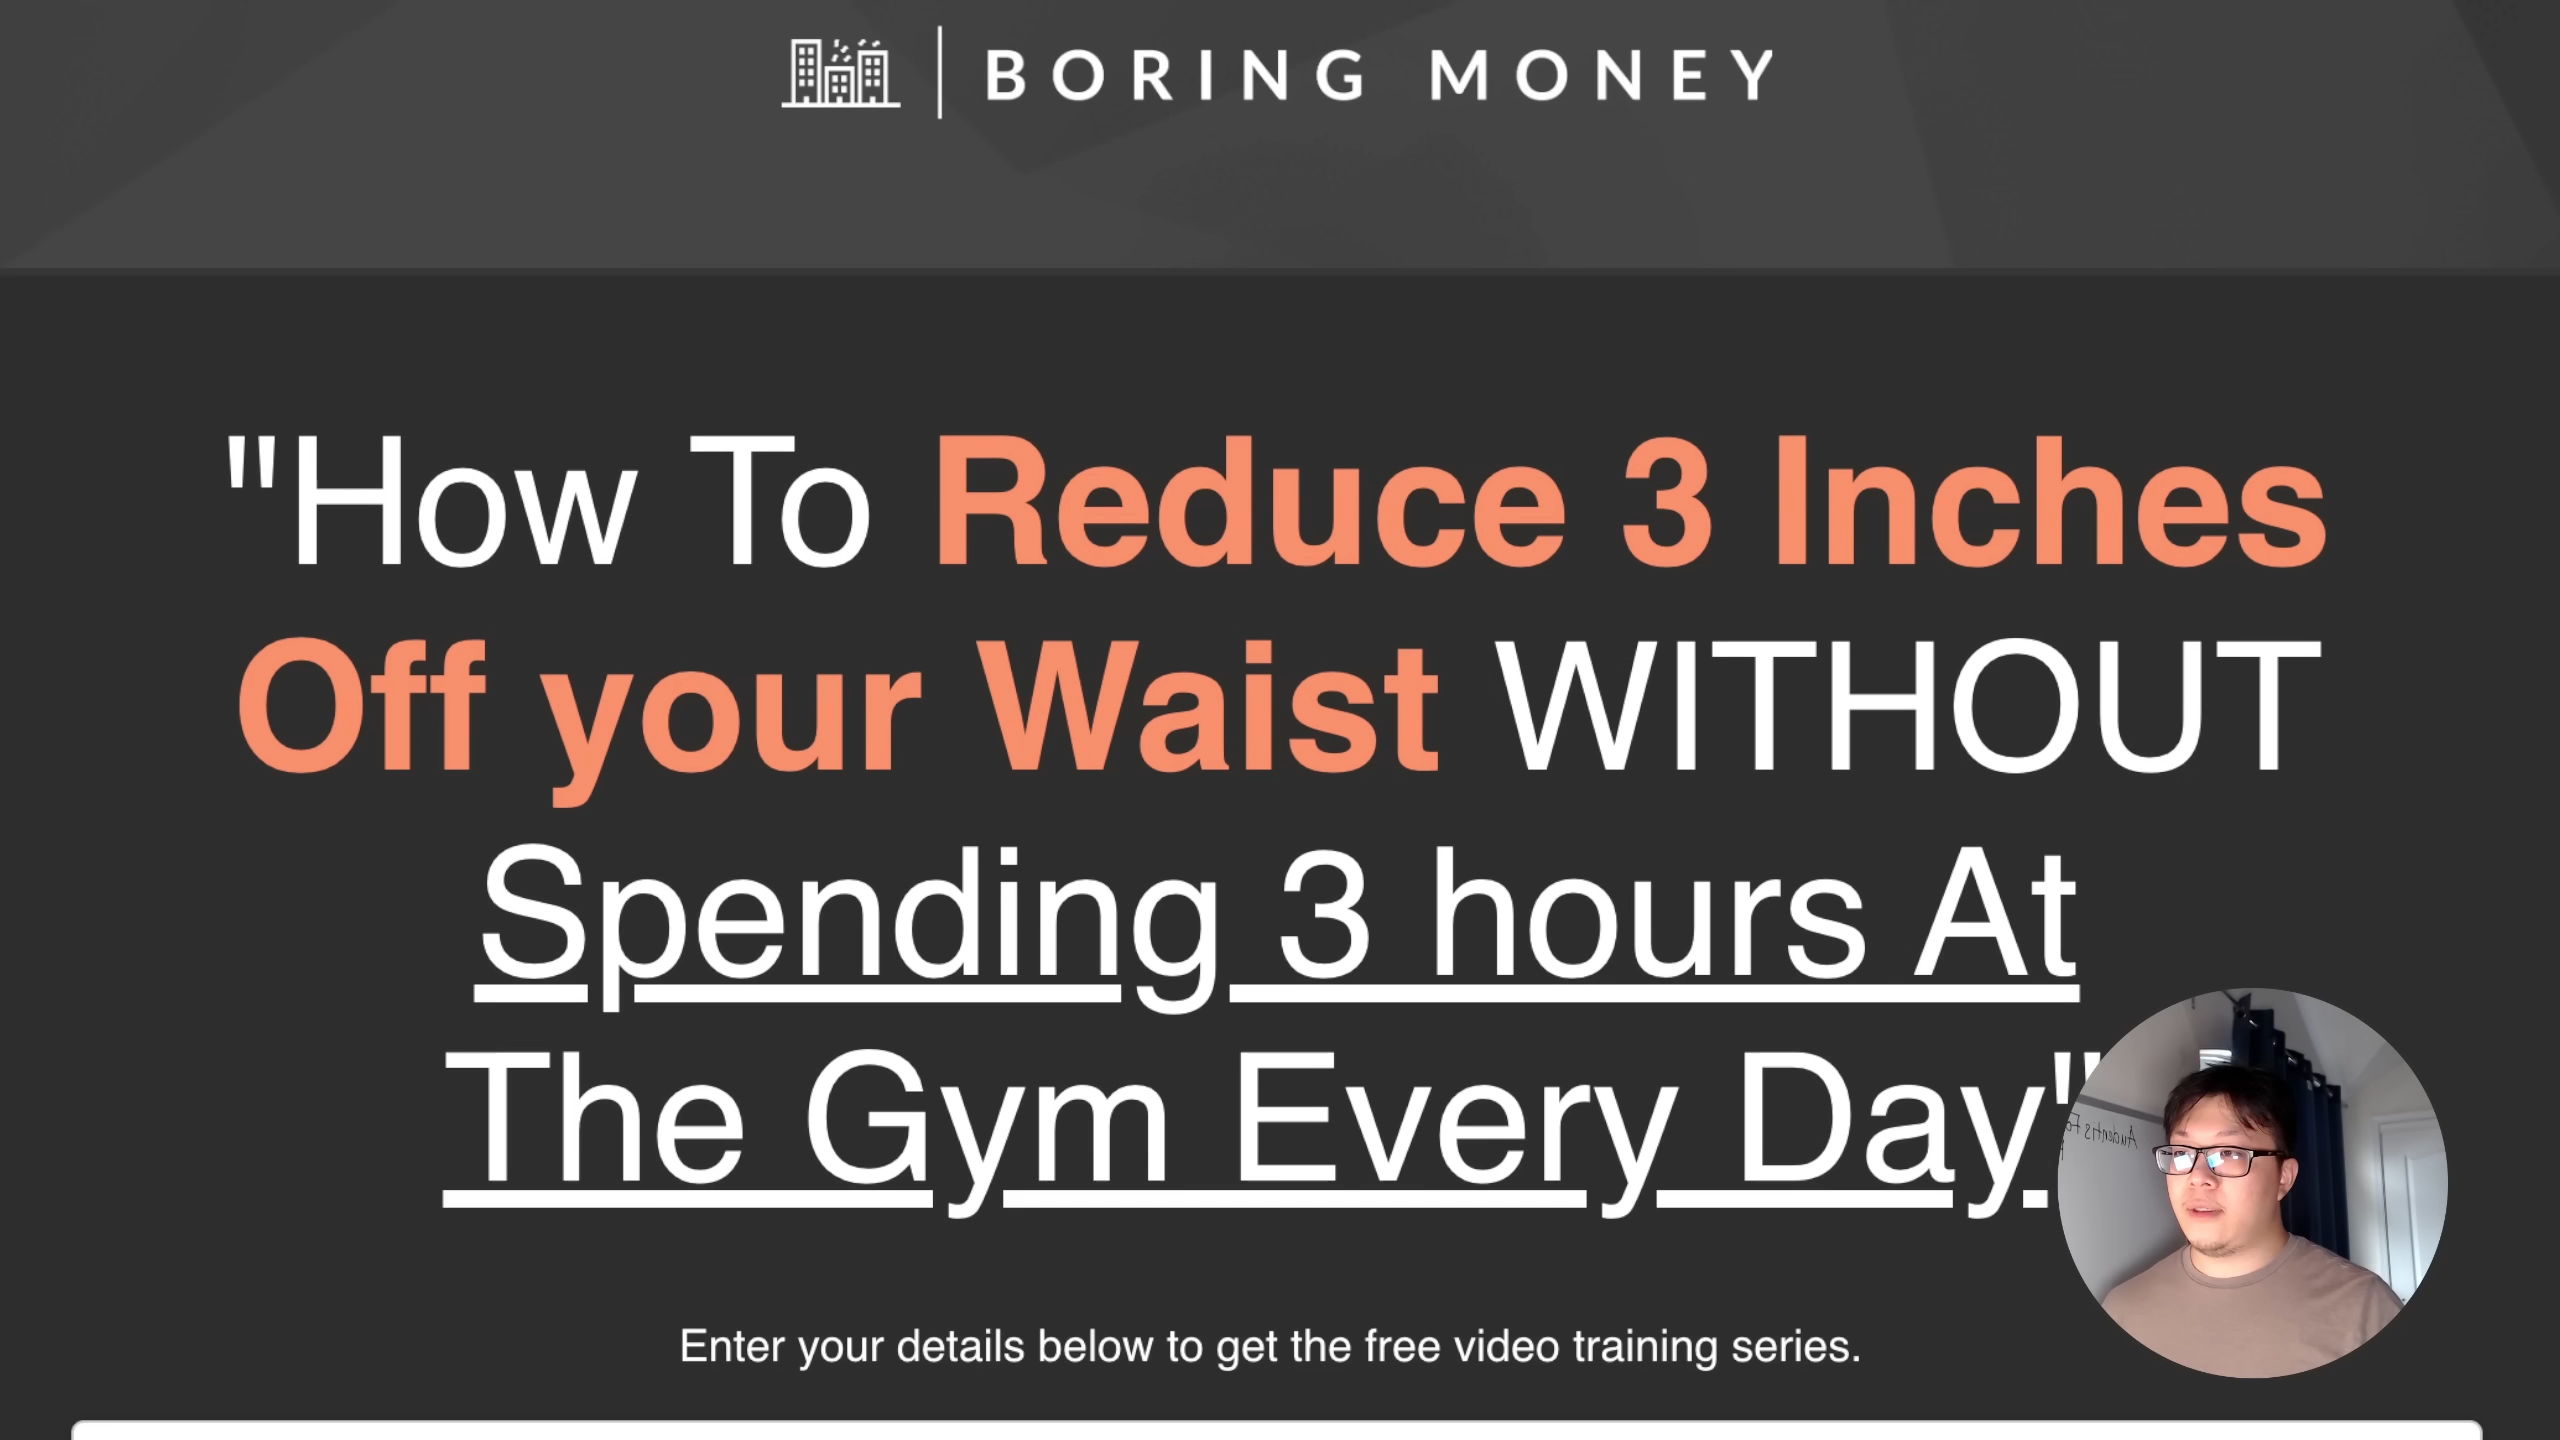 BORING MONEY
"How To Reduce 3 Inches
Off your Waist WITHOUT
Spending 3 hours At
The Gym Every Day"
Enter your details below to get the free video training series.